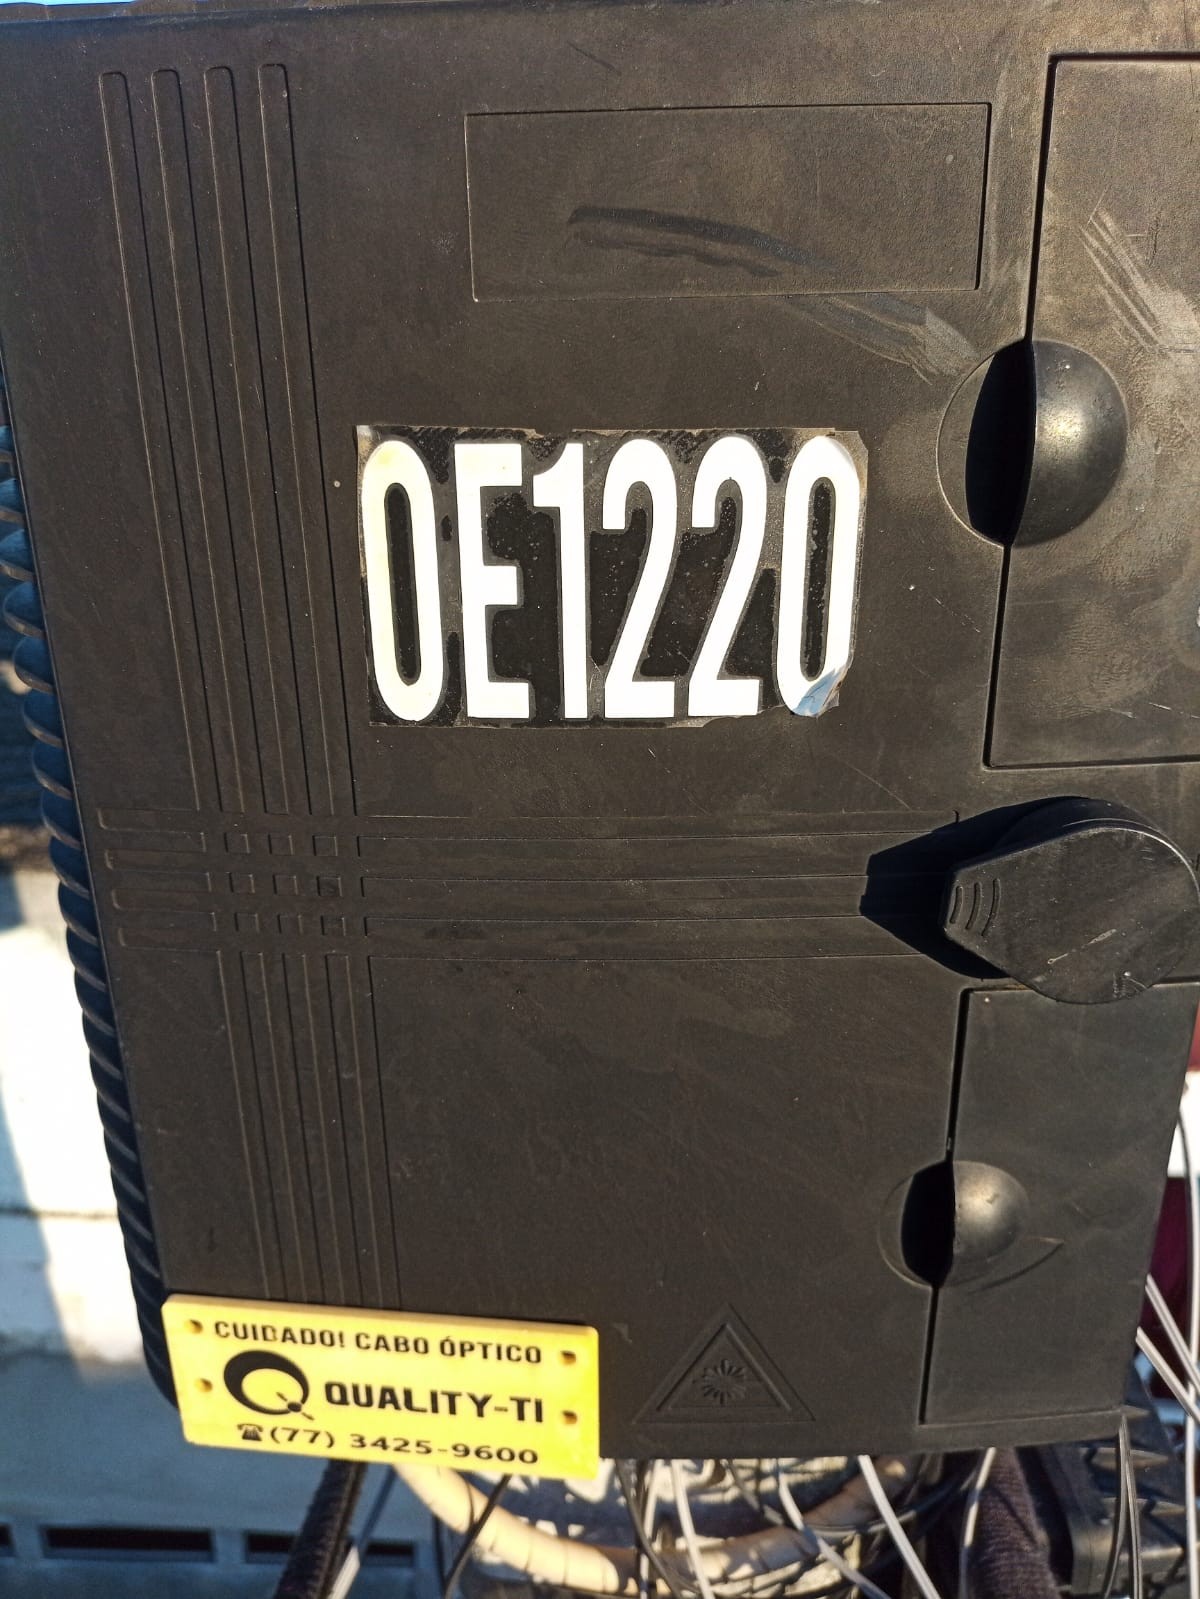 OE1220
CUIDADO! CABO ÓPTICO
QUALITY-TI
☎(77) 3425-9600